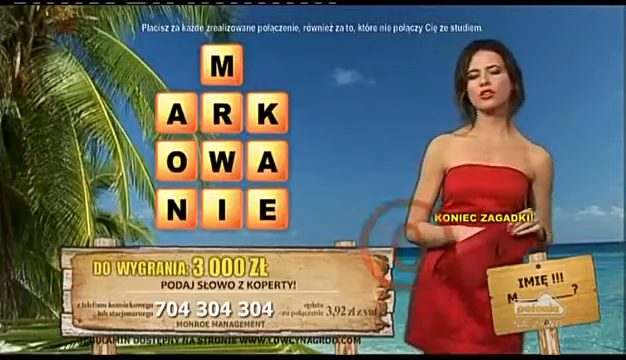 Płacisz za każde zrealizowane połączenie, również za to, które nie połączy Cię ze studiem.
M
A R K
O W A
N I E
KONIEC ZAGADKI!
DO WYGRANIA: 3 000 ZŁ
PODAJ SŁOWO Z KOPERTY!
z telefonu komórkowego lub stacjonarnego 704 304 304 opłata za połączenie 3,92 zł z vat
MONROE MANAGEMENT
IMIĘ !!!
M ?
polonia
REGULAMIN DOSTĘPNY NA STRONIE WWW.LOWCYNAGROD.COM